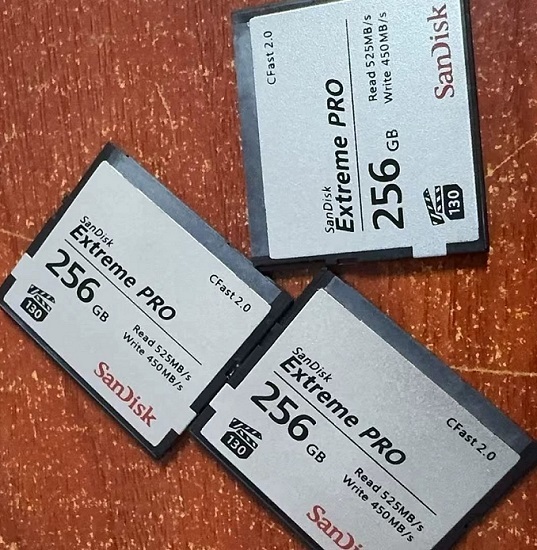 CFast 2.0
SanDisk
Extreme PRO
Read 525MB/s
Write 450MB/s
256 GB
130
SanDisk
SanDisk
Extreme PRO
CFast 2.0
256 GB
130
Read 525MB/s
Write 450MB/s
SanDisk
SanDisk
Extreme PRO
CFast 2.0
256 GB
130
Read 525MB/s
Write 450MB/s
SanDi